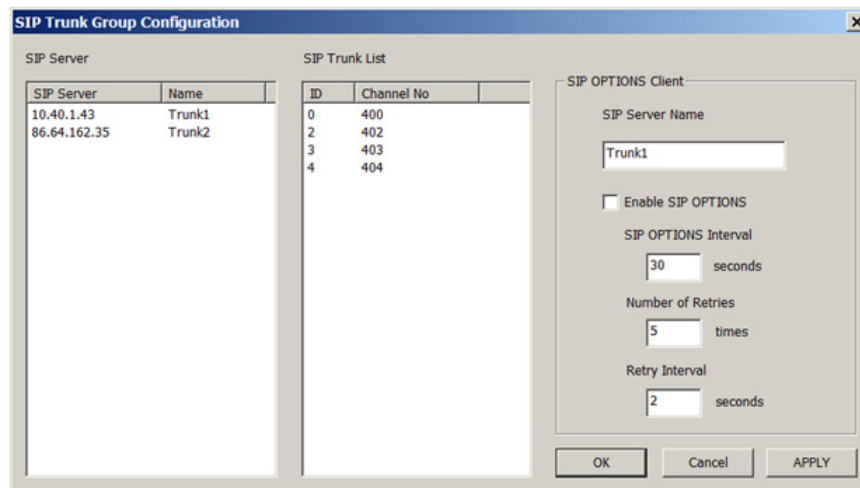 SIP Trunk Group Configuration
SIP Server
SIP Server Name
10.40.1.43 Trunk1
86.64.162.35 Trunk2
SIP Trunk List
ID Channel No
0 400
2 402
3 403
4 404
SIP OPTIONS Client
SIP Server Name
Trunk1
Enable SIP OPTIONS
SIP OPTIONS Interval
30 seconds
Number of Retries
5 times
Retry Interval
2 seconds
OK Cancel APPLY